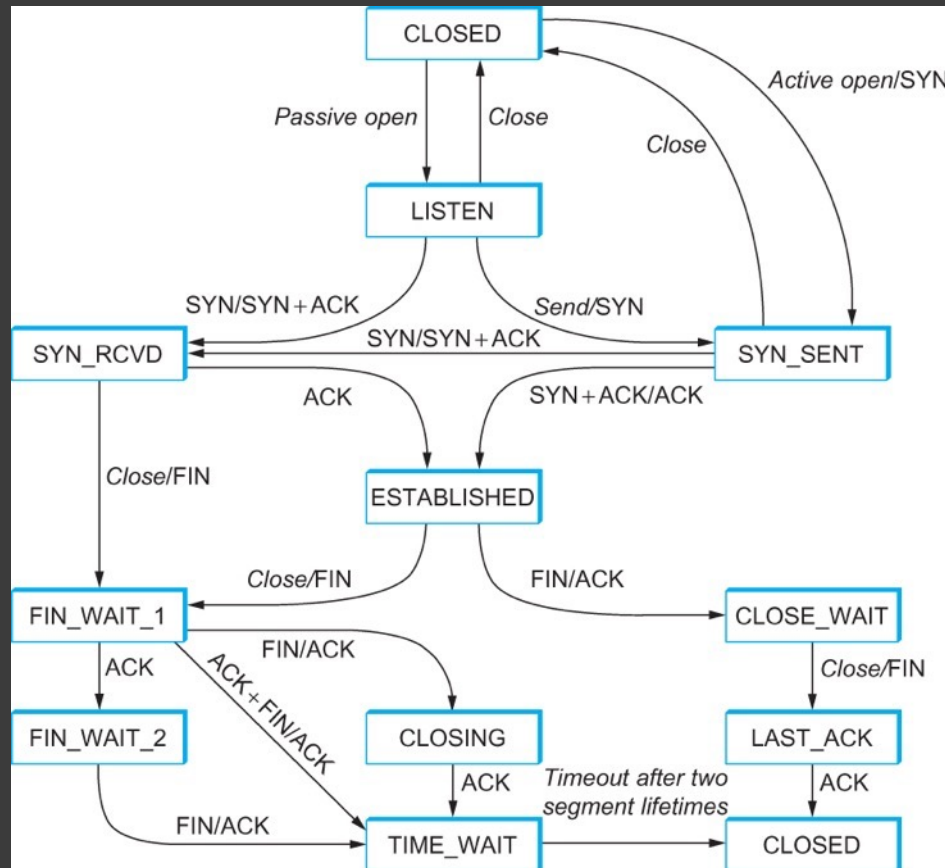 CLOSED
Active open/SYN
Passive open
Close
Close
LISTEN
SYN/SYN + ACK
Send/SYN
SYN/SYN + ACK
SYN_RCVD
SYN_SENT
ACK
SYN + ACK/ACK
Close/FIN
ESTABLISHED
Close/FIN
FIN/ACK
FIN_WAIT_1
CLOSE_WAIT
FIN/ACK
ACK
ACK + FIN/ACK
Close/FIN
FIN_WAIT_2
CLOSING
LAST_ACK
ACK
Timeout after two
segment lifetimes
ACK
FIN/ACK
TIME_WAIT
CLOSED